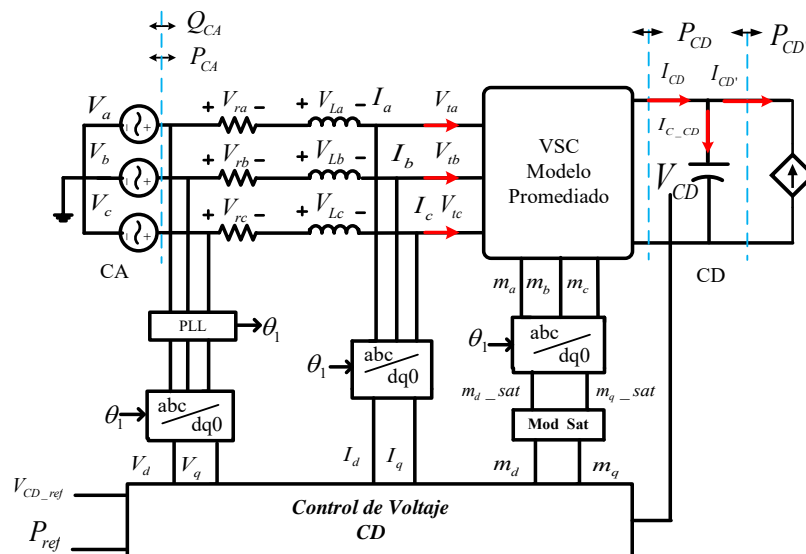 Q_CA
P_CA
P_CD
P_CD'
V_a
+ V_ra −
+ V_La −
I_a
V_ta
I_CD
I_CD'
I_C_CD
V_b
+ V_rb −
+ V_Lb −
I_b
V_tb
VSC
Modelo
Promediado
V_CD
V_c
+ V_rc −
+ V_Lc −
I_c
V_tc
CA
CD
m_a
m_b
m_c
PLL
θ_1
θ_1
abc
dq0
θ_1
abc
dq0
θ_1
abc
dq0
m_d_sat
m_q_sat
Mod Sat
V_d
V_q
I_d
I_q
m_d
m_q
V_CD_ref
P_ref
Control de Voltaje
CD